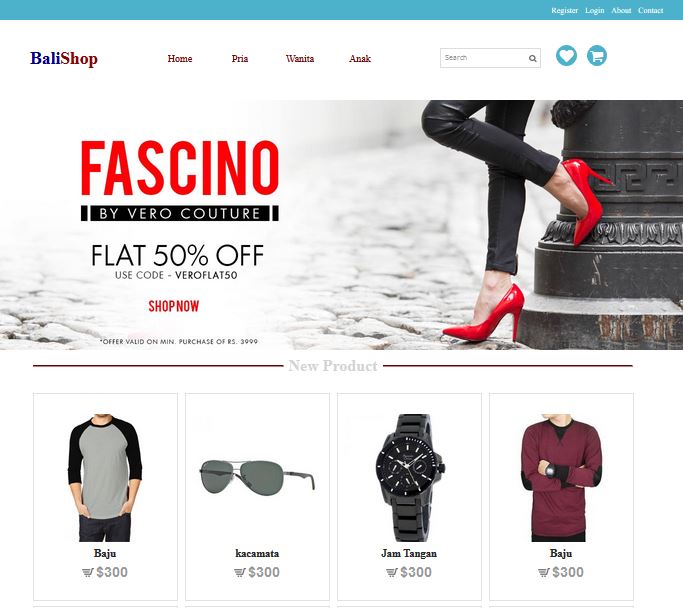 Register Login About Contact
BaliShop
Home Pria Wanita Anak
Search
FASCINO
BY VERO COUTURE
FLAT 50% OFF
USE CODE - VEROFLAT50
SHOP NOW
*OFFER VALID ON MIN. PURCHASE OF RS. 3999
New Product
Baju
$300
kacamata
$300
Jam Tangan
$300
Baju
$300